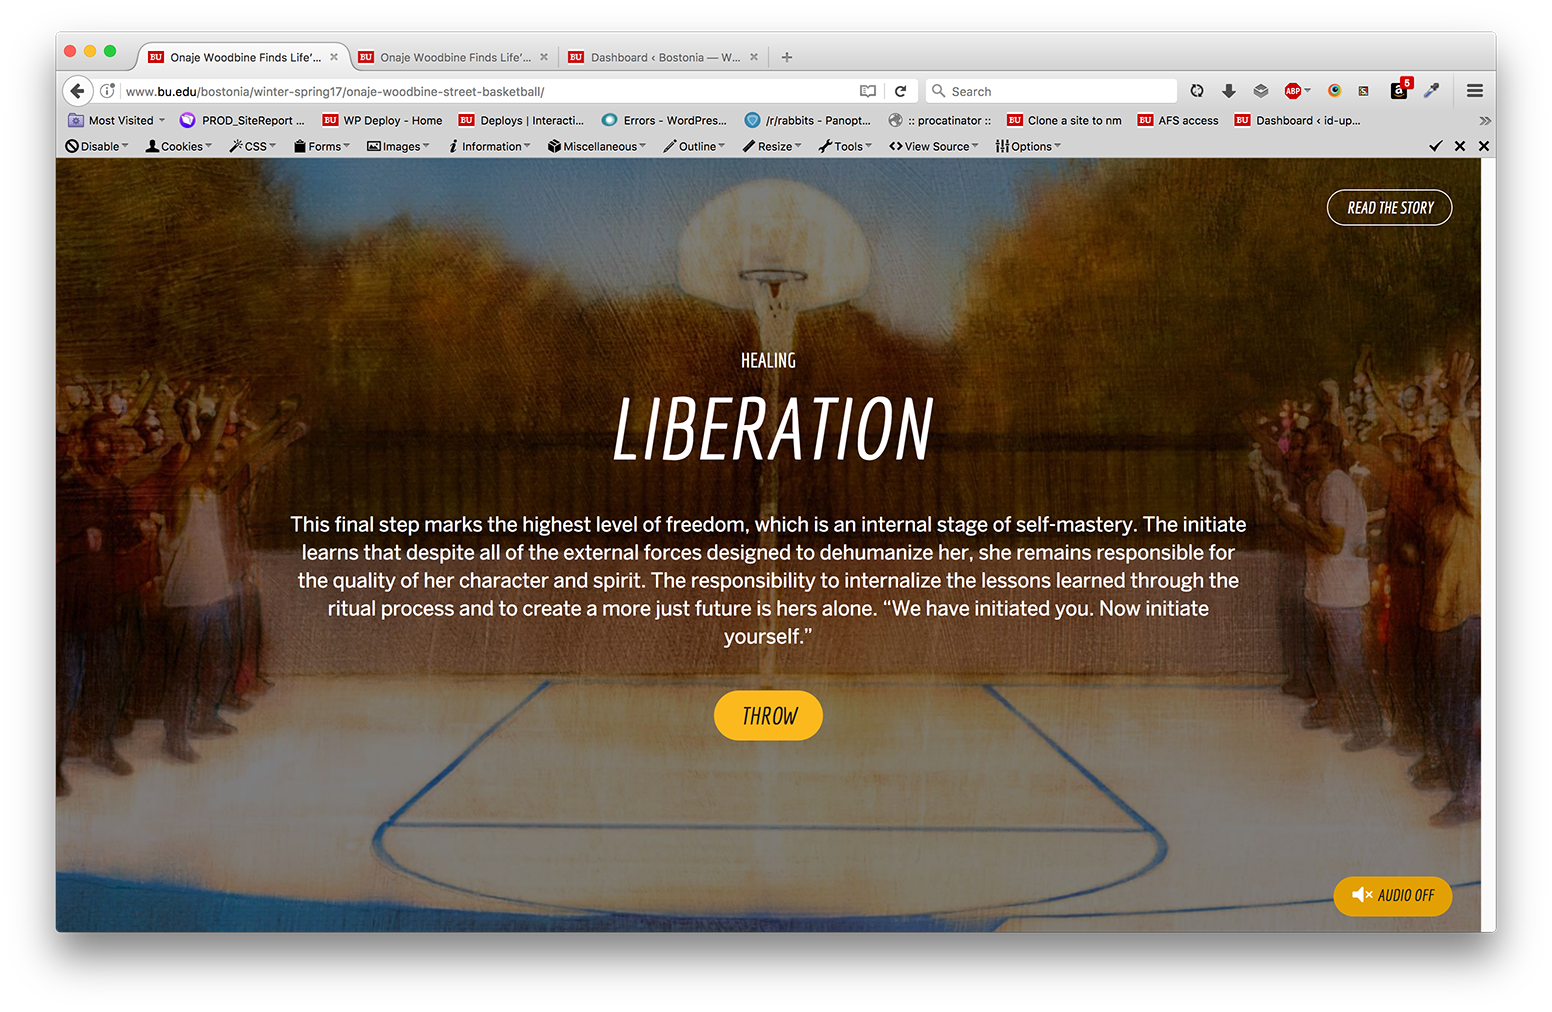 BU Onaje Woodbine Finds Life'... × BU Onaje Woodbine Finds Life'... × BU Dashboard ‹ Bostonia — W... × +
www.bu.edu/bostonia/winter-spring17/onaje-woodbine-street-basketball/ Search ABP a 5
Most Visited PROD_SiteReport ... BU WP Deploy - Home BU Deploys | Interacti... Errors - WordPres... /r/rabbits - Panopt... :: procatinator :: BU Clone a site to nm BU AFS access BU Dashboard ‹ id-up... »
Disable Cookies CSS Forms Images Information Miscellaneous Outline Resize Tools View Source Options
READ THE STORY
HEALING
LIBERATION
This final step marks the highest level of freedom, which is an internal stage of self-mastery. The initiate
learns that despite all of the external forces designed to dehumanize her, she remains responsible for
the quality of her character and spirit. The responsibility to internalize the lessons learned through the
ritual process and to create a more just future is hers alone. “We have initiated you. Now initiate
yourself.”
THROW
AUDIO OFF